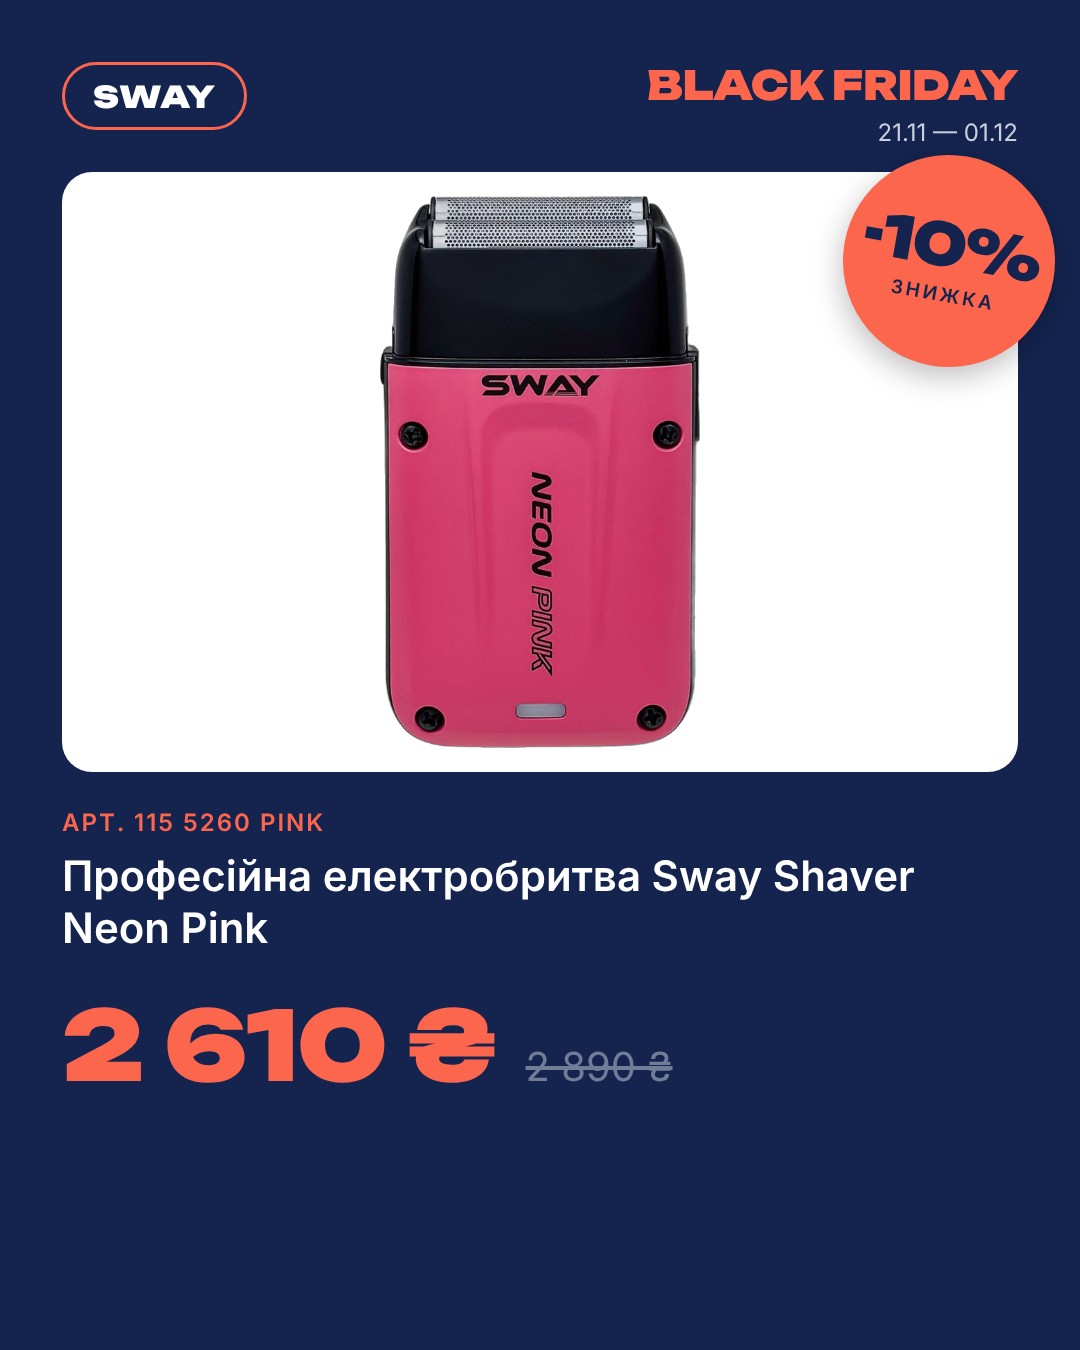 SWAY
BLACK FRIDAY
21.11 — 01.12
-10%
ЗНИЖКА
SWAY
NEON PINK
АРТ. 115 5260 PINK
Професійна електробритва Sway Shaver
Neon Pink
2 610 ₴
2 890 ₴